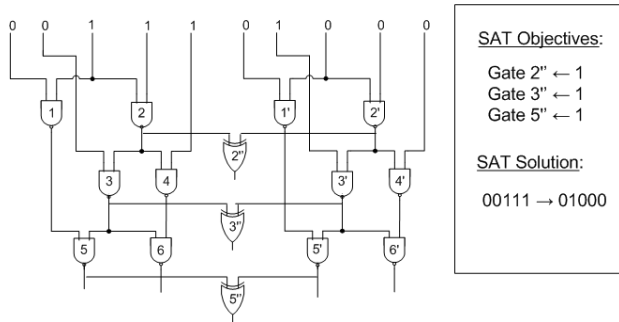 0 0 1 1 1 0 1 0 0 0
1 2 1' 2'
2"
3 4 3' 4'
3"
5 6 5' 6'
5"
SAT Objectives:
Gate 2" ← 1
Gate 3" ← 1
Gate 5" ← 1
SAT Solution:
00111 → 01000